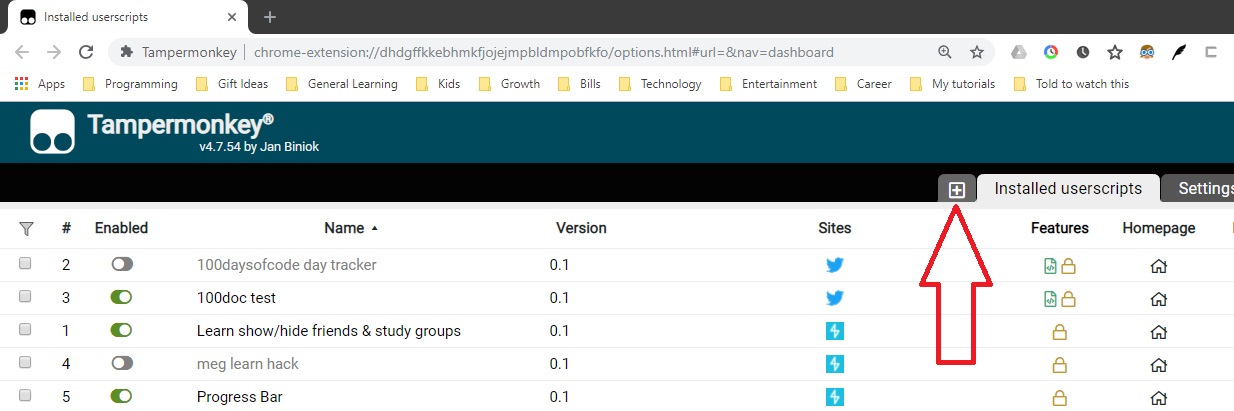 Installed userscripts
Tampermonkey chrome-extension://dhdgffkkebhmkfjojejmpbldmpobfkfo/options.html#url=&nav=dashboard
Apps Programming Gift Ideas General Learning Kids Growth Bills Technology Entertainment Career My tutorials Told to watch this
Tampermonkey®
v4.7.54 by Jan Biniok
Installed userscripts Settings
# Enabled Name Version Sites Features Homepage
2 100daysofcode day tracker 0.1
3 100doc test 0.1
1 Learn show/hide friends & study groups 0.1
4 meg learn hack 0.1
5 Progress Bar 0.1